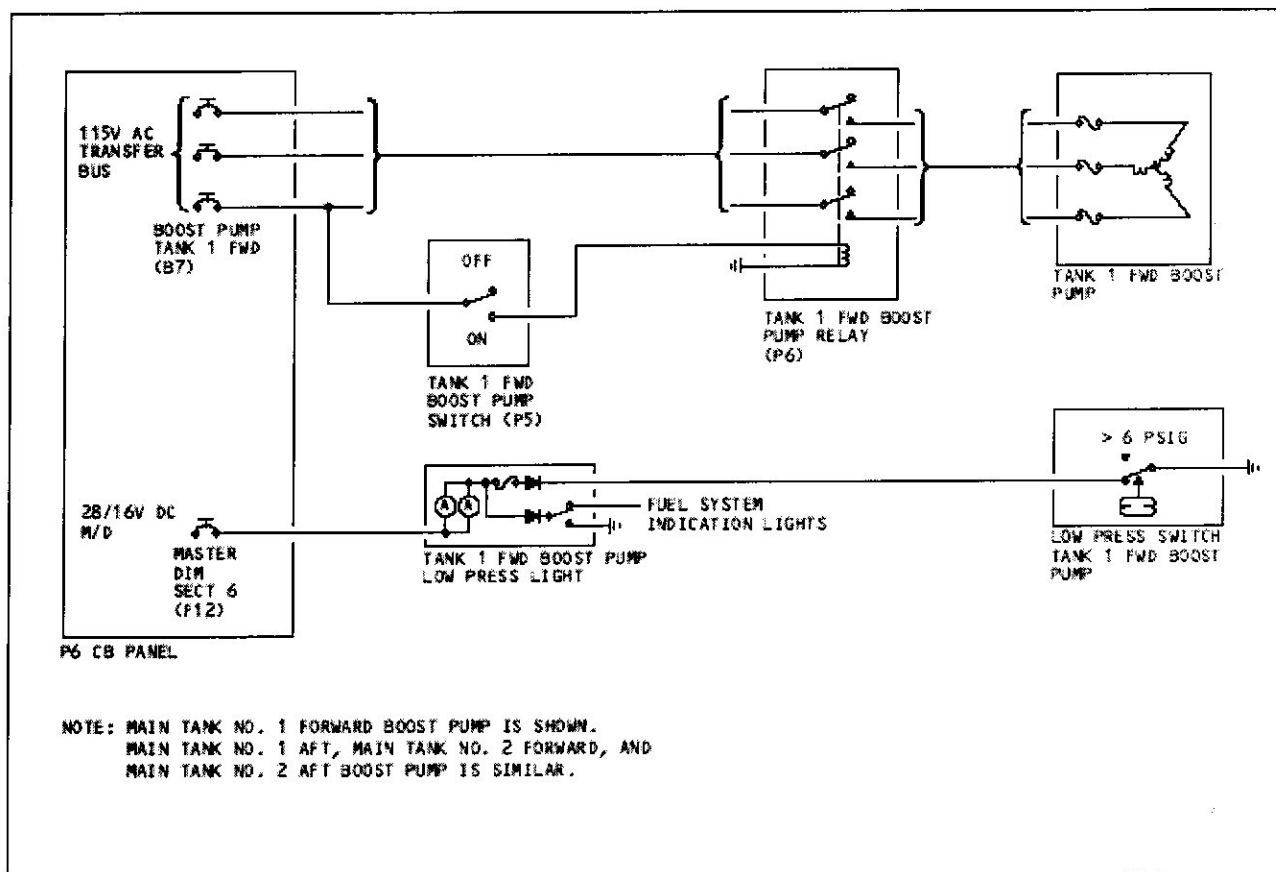 115V AC
TRANSFER
BUS
BOOST PUMP
TANK 1 FWD
(B7)
OFF
ON
TANK 1 FWD
BOOST PUMP
SWITCH (P5)
TANK 1 FWD BOOST
PUMP RELAY
(P6)
TANK 1 FWD BOOST
PUMP
28/16V DC
M/D
MASTER
DIM
SECT 6
(F12)
A A
FUEL SYSTEM
INDICATION LIGHTS
TANK 1 FWD BOOST PUMP
LOW PRESS LIGHT
> 6 PSIG
LOW PRESS SWITCH
TANK 1 FWD BOOST
PUMP
P6 CB PANEL
NOTE: MAIN TANK NO. 1 FORWARD BOOST PUMP IS SHOWN.
MAIN TANK NO. 1 AFT, MAIN TANK NO. 2 FORWARD, AND
MAIN TANK NO. 2 AFT BOOST PUMP IS SIMILAR.